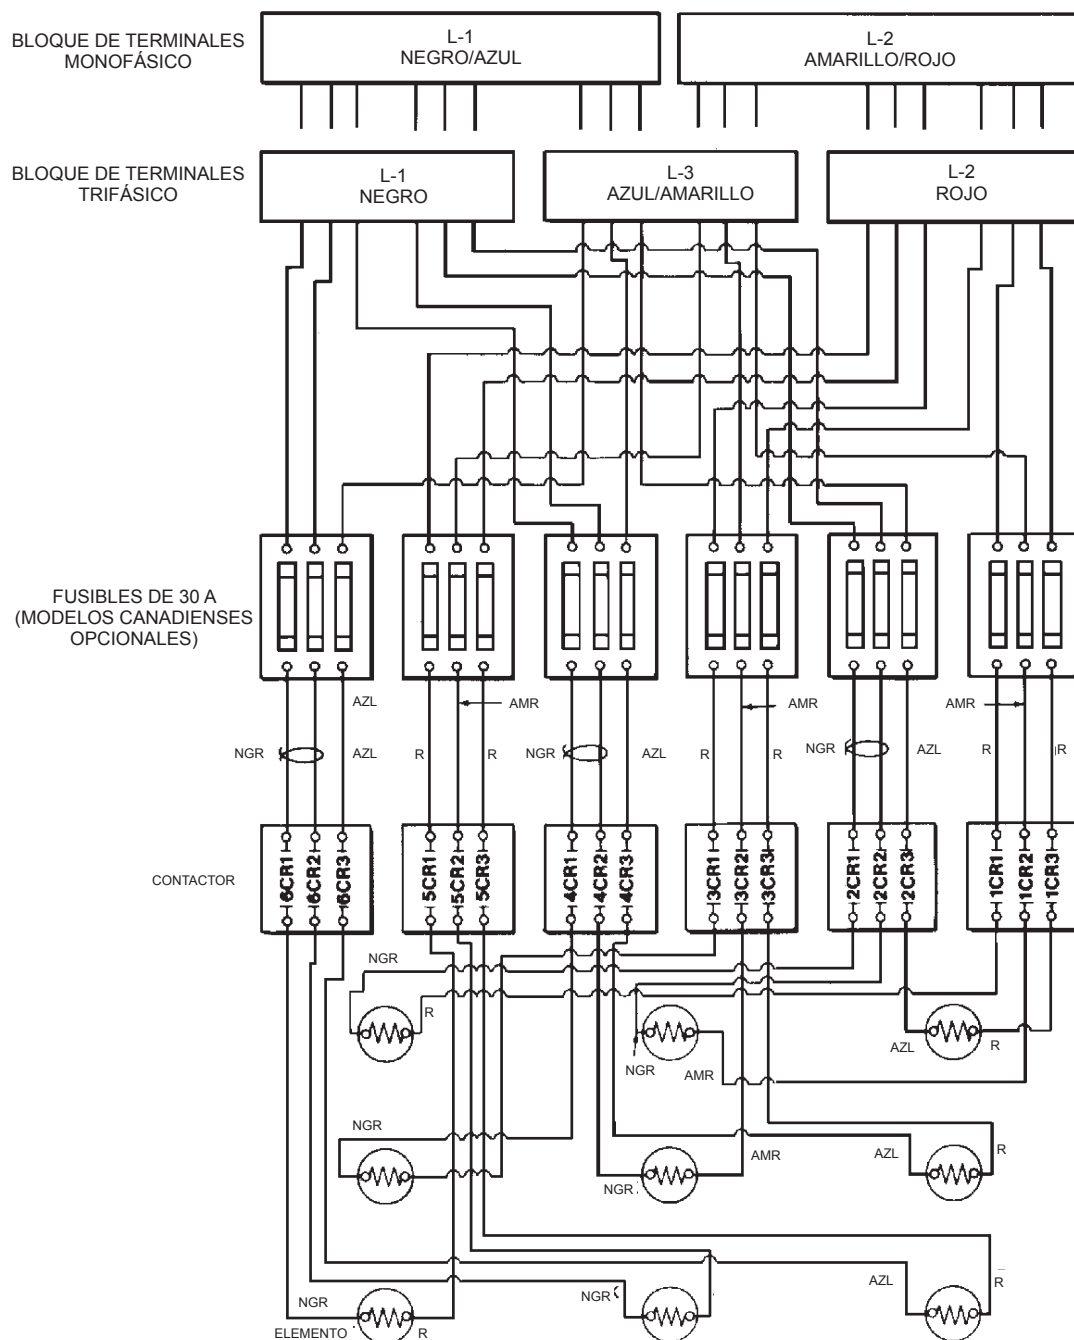 BLOQUE DE TERMINALES
MONOFÁSICO
L-1
NEGRO/AZUL
L-2
AMARILLO/ROJO
BLOQUE DE TERMINALES
TRIFÁSICO
L-1
NEGRO
L-3
AZUL/AMARILLO
L-2
ROJO
FUSIBLES DE 30 A
(MODELOS CANADIENSES
OPCIONALES)
AZL
AMR
AMR
AMR
NGR
AZL
R
R
NGR
AZL
R
R
NGR
AZL
R
R
CONTACTOR
6CR1
6CR2
6CR3
5CR1
5CR2
5CR3
4CR1
4CR2
4CR3
3CR1
3CR2
3CR3
2CR1
2CR2
2CR3
1CR1
1CR2
1CR3
NGR
R
NGR
AMR
AZL
R
NGR
NGR
AMR
AZL
R
NGR
ELEMENTO
R
NGR
AZL
R